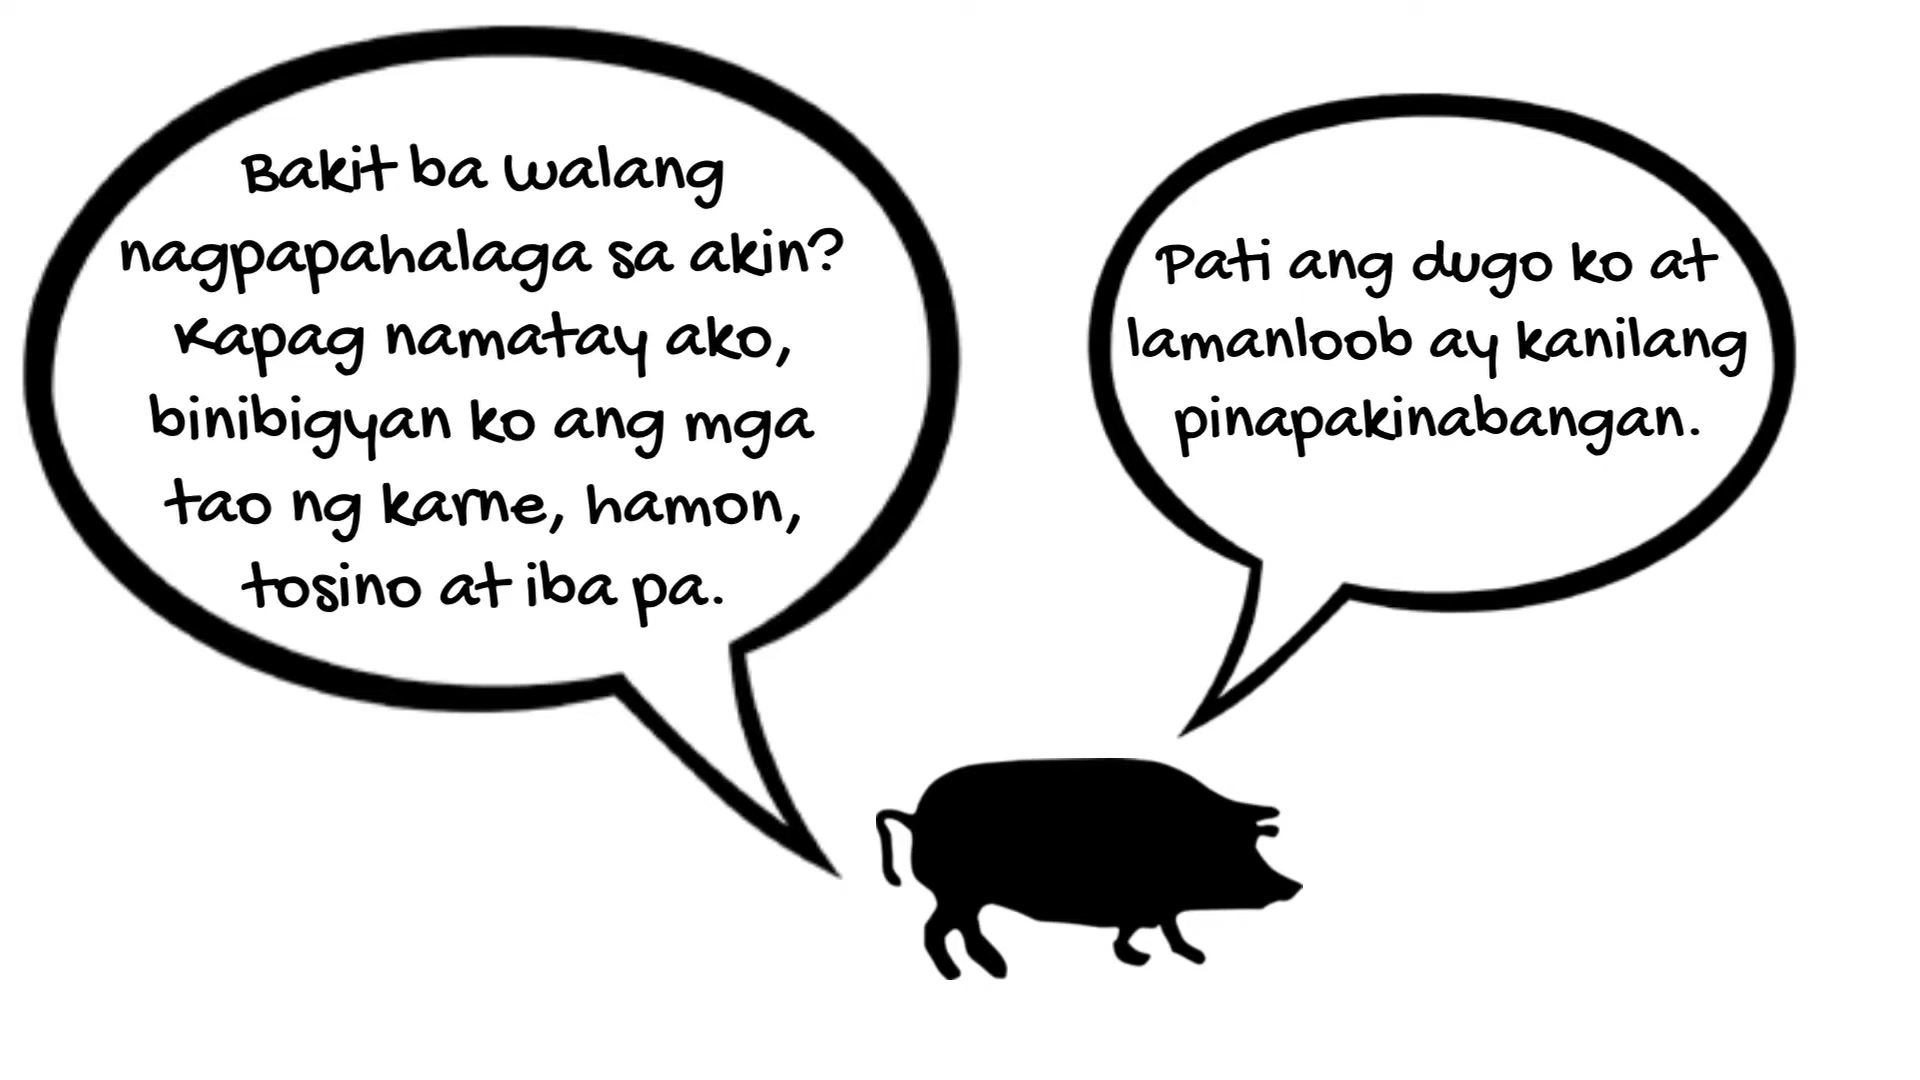 Bakit ba walang
nagpapahalaga sa akin?
Kapag namatay ako,
binibigyan ko ang mga
tao ng karne, hamon,
tosino at iba pa.
Pati ang dugo ko at
lamanloob ay kanilang
pinapakinabangan.